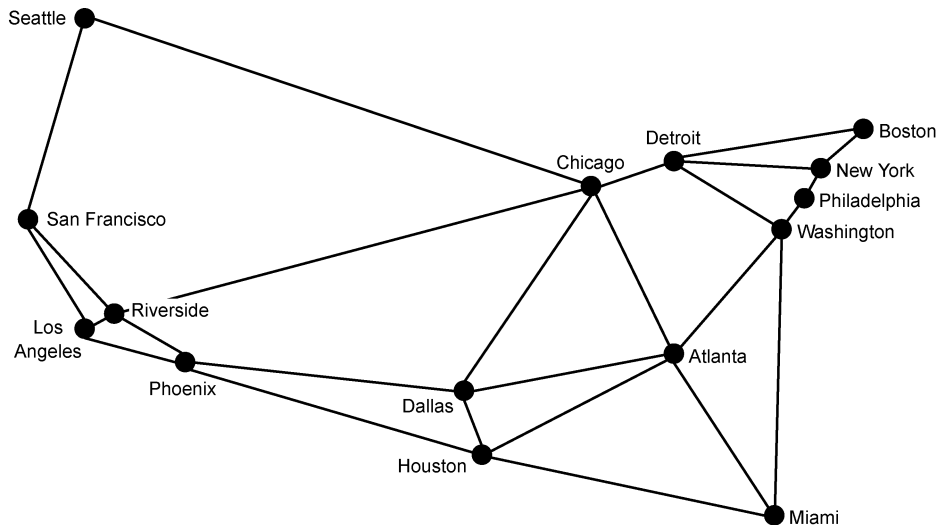 Seattle
Boston
Detroit
Chicago
New York
Philadelphia
San Francisco
Washington
Riverside
Los
Angeles
Atlanta
Phoenix
Dallas
Houston
Miami